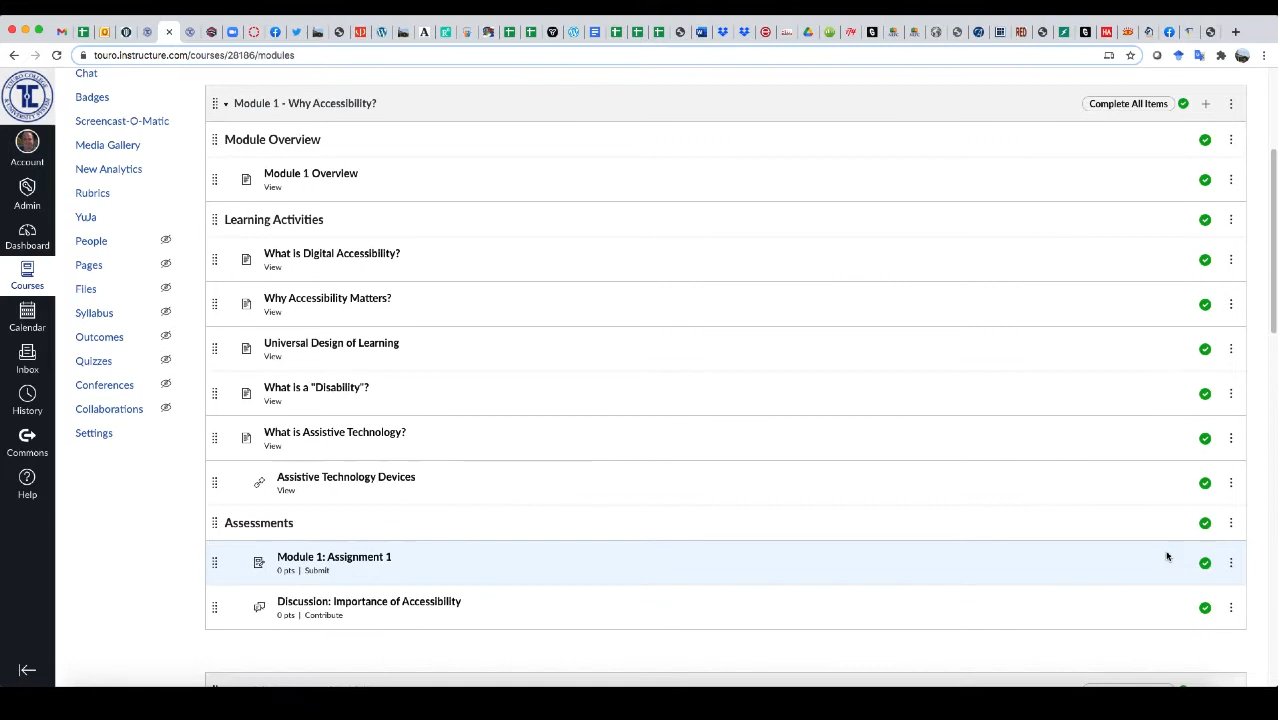 touro.instructure.com/courses/28186/modules
Account
Admin
Dashboard
Courses
Calendar
Inbox
History
Commons
Help
Chat
Badges
Screencast-O-Matic
Media Gallery
New Analytics
Rubrics
YuJa
People
Pages
Files
Syllabus
Outcomes
Quizzes
Conferences
Collaborations
Settings
Module 1 - Why Accessibility?
Complete All Items
Module Overview
Module 1 Overview
View
Learning Activities
What is Digital Accessibility?
View
Why Accessibility Matters?
View
Universal Design of Learning
View
What is a "Disability"?
View
What is Assistive Technology?
View
Assistive Technology Devices
View
Assessments
Module 1: Assignment 1
0 pts | Submit
Discussion: Importance of Accessibility
0 pts | Contribute